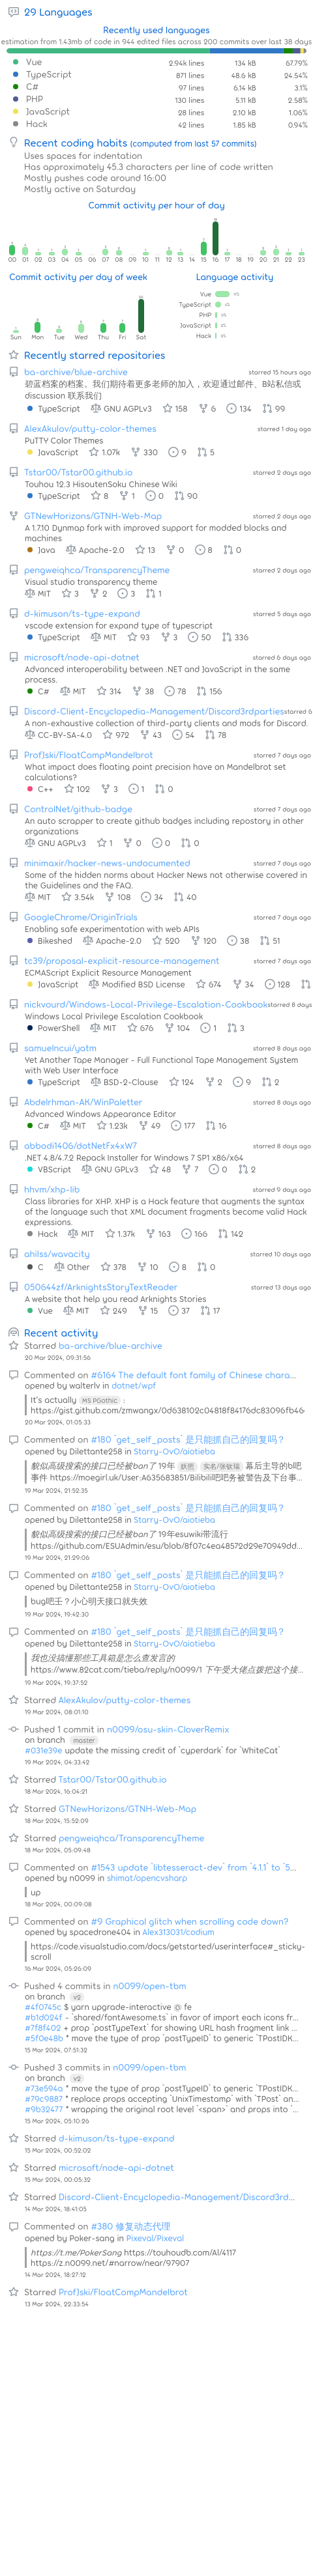 29 Languages
Recently used languages
estimation from 1.43mb of code in 944 edited files across 200 commits over last 38 days
Vue 2.94k lines 134 kB 67.79%
TypeScript 871 lines 48.6 kB 24.54%
C# 97 lines 6.14 kB 3.1%
PHP 130 lines 5.11 kB 2.58%
JavaScript 28 lines 2.10 kB 1.06%
Hack 42 lines 1.85 kB 0.94%
Recent coding habits (computed from last 57 commits)
Uses spaces for indentation
Has approximately 45.3 characters per line of code written
Mostly pushes code around 16:00
Mostly active on Saturday
Commit activity per hour of day
00 01 02 03 04 05 06 07 08 09 10 11 12 13 14 15 16 17 18 19 20 21 22 23
Commit activity per day of week
Language activity
Vue
TypeScript
PHP
JavaScript
Hack
Sun Mon Tue Wed Thu Fri Sat
Recently starred repositories
ba-archive/blue-archive starred 15 hours ago
碧蓝档案的档案。我们期待着更多老师的加入，欢迎通过邮件、B站私信或
discussion 联系我们
TypeScript GNU AGPLv3 158 6 134 99
AlexAkulov/putty-color-themes starred 1 day ago
PuTTY Color Themes
JavaScript 1.07k 330 9 5
Tstar00/Tstar00.github.io starred 2 days ago
Touhou 12.3 HisoutenSoku Chinese Wiki
TypeScript 8 1 0 90
GTNewHorizons/GTNH-Web-Map starred 2 days ago
A 1.7.10 Dynmap fork with improved support for modded blocks and
machines
Java Apache-2.0 13 0 8 0
pengweiqhca/TransparencyTheme starred 2 days ago
Visual studio transparency theme
MIT 3 2 3 1
d-kimuson/ts-type-expand starred 5 days ago
vscode extension for expand type of typescript
TypeScript MIT 93 3 50 336
microsoft/node-api-dotnet starred 6 days ago
Advanced interoperability between .NET and JavaScript in the same
process.
C# MIT 314 38 78 156
Discord-Client-Encyclopedia-Management/Discord3rdparties starred 6
A non-exhaustive collection of third-party clients and mods for Discord.
CC-BY-SA-4.0 972 43 54 78
ProfJski/FloatCompMandelbrot starred 7 days ago
What impact does floating point precision have on Mandelbrot set
calculations?
C++ 102 3 1 0
ControlNet/github-badge starred 7 days ago
An auto scrapper to create github badges including repository in other
organizations
GNU AGPLv3 1 0 0 0
minimaxir/hacker-news-undocumented starred 7 days ago
Some of the hidden norms about Hacker News not otherwise covered in
the Guidelines and the FAQ.
MIT 3.54k 108 34 40
GoogleChrome/OriginTrials starred 7 days ago
Enabling safe experimentation with web APIs
Bikeshed Apache-2.0 520 120 38 51
tc39/proposal-explicit-resource-management starred 7 days ago
ECMAScript Explicit Resource Management
JavaScript Modified BSD License 674 34 128
nickvourd/Windows-Local-Privilege-Escalation-Cookbook starred 8 days
Windows Local Privilege Escalation Cookbook
PowerShell MIT 676 104 1 3
samuelncui/yatm starred 8 days ago
Yet Another Tape Manager - Full Functional Tape Management System
with Web User Interface
TypeScript BSD-2-Clause 124 2 9 2
Abdelrhman-AK/WinPaletter starred 8 days ago
Advanced Windows Appearance Editor
C# MIT 1.23k 49 177 16
abbodi1406/dotNetFx4xW7 starred 8 days ago
.NET 4.8/4.7.2 Repack Installer for Windows 7 SP1 x86/x64
VBScript GNU GPLv3 48 7 0 2
hhvm/xhp-lib starred 9 days ago
Class libraries for XHP. XHP is a Hack feature that augments the syntax
of the language such that XML document fragments become valid Hack
expressions.
Hack MIT 1.37k 163 166 142
ahilss/wavacity starred 10 days ago
C Other 378 10 8 0
050644zf/ArknightsStoryTextReader starred 13 days ago
A website that help you read Arknights Stories
Vue MIT 249 15 37 17
Recent activity
Starred ba-archive/blue-archive
20 Mar 2024, 09:31:56
Commented on #6164 The default font family of Chinese chara...
opened by walterlv in dotnet/wpf
It's actually MS PGothic :
https://gist.github.com/zmwangx/0d638102c04818f84176dc83096fb46
20 Mar 2024, 01:05:33
Commented on #180 `get_self_posts` 是只能抓自己的回复吗？
opened by Dilettante258 in Starry-OvO/aiotieba
貌似高级搜索的接口已经被ban了 19年 妖照 实名/张钦瑞 幕后主导的b吧
事件 https://moegirl.uk/User:A635683851/Bilibili吧吧务被警告及下台事...
19 Mar 2024, 21:52:35
Commented on #180 `get_self_posts` 是只能抓自己的回复吗？
opened by Dilettante258 in Starry-OvO/aiotieba
貌似高级搜索的接口已经被ban了 19年esuwiki带流行
https://github.com/ESUAdmin/esu/blob/8f07c4ea48572d29e70949dd...
19 Mar 2024, 21:29:06
Commented on #180 `get_self_posts` 是只能抓自己的回复吗？
opened by Dilettante258 in Starry-OvO/aiotieba
bug吧王？小心明天接口就失效
19 Mar 2024, 19:42:30
Commented on #180 `get_self_posts` 是只能抓自己的回复吗？
opened by Dilettante258 in Starry-OvO/aiotieba
我也没搞懂那些工具箱是怎么查发言的
https://www.82cat.com/tieba/reply/n0099/1 下午受大佬点拨把这个接...
19 Mar 2024, 19:37:52
Starred AlexAkulov/putty-color-themes
19 Mar 2024, 08:01:10
Pushed 1 commit in n0099/osu-skin-CloverRemix
on branch master
#031e39e update the missing credit of `cyperdark` for `WhiteCat`
19 Mar 2024, 04:33:42
Starred Tstar00/Tstar00.github.io
18 Mar 2024, 16:04:21
Starred GTNewHorizons/GTNH-Web-Map
18 Mar 2024, 15:52:09
Starred pengweiqhca/TransparencyTheme
18 Mar 2024, 05:09:48
Commented on #1543 update `libtesseract-dev` from `4.1.1` to `5...
opened by n0099 in shimat/opencvsharp
up
18 Mar 2024, 00:09:08
Commented on #9 Graphical glitch when scrolling code down?
opened by spacedrone404 in Alex313031/codium
https://code.visualstudio.com/docs/getstarted/userinterface#_sticky-
scroll
16 Mar 2024, 05:26:09
Pushed 4 commits in n0099/open-tbm
on branch v2
#4f0745c $ yarn upgrade-interactive @ fe
#b1d024f - `shared/fontAwesome.ts` in favor of import each icons fr...
#7f8f402 + prop `postTypeText` for showing URL hash fragment link ...
#5f0e48b * move the type of prop `postTypeID` to generic `TPostIDK...
15 Mar 2024, 07:51:32
Pushed 3 commits in n0099/open-tbm
on branch v2
#73e594a * move the type of prop `postTypeID` to generic `TPostIDK...
#79c9887 * replace props accepting `UnixTimestamp` with `TPost` an...
#9b32477 * wrapping the original root level `<span>` and props into `...
15 Mar 2024, 05:10:26
Starred d-kimuson/ts-type-expand
15 Mar 2024, 00:52:02
Starred microsoft/node-api-dotnet
15 Mar 2024, 00:05:32
Starred Discord-Client-Encyclopedia-Management/Discord3rd...
14 Mar 2024, 18:41:05
Commented on #380 修复动态代理
opened by Poker-sang in Pixeval/Pixeval
https://t.me/PokerSang https://touhoudb.com/Al/4117
https://z.n0099.net/#narrow/near/97907
14 Mar 2024, 18:27:12
Starred ProfJski/FloatCompMandelbrot
13 Mar 2024, 22:33:54